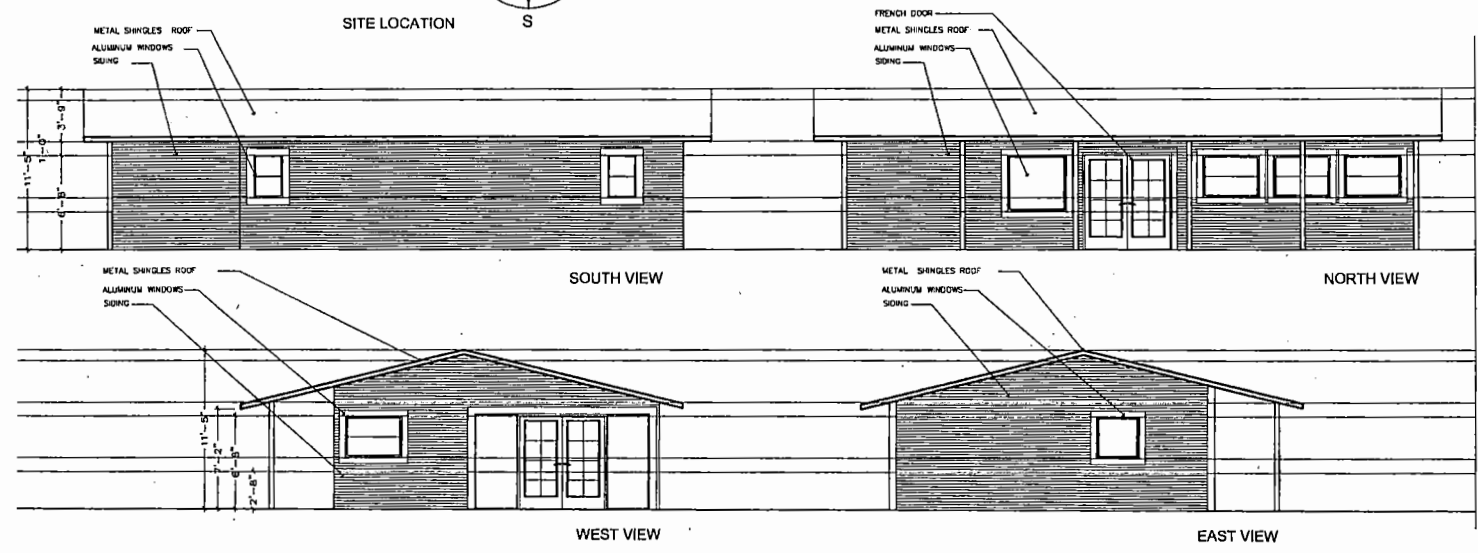 SITE LOCATION
S
METAL SHINGLES ROOF
ALUMINUM WINDOWS
SIDING
3'-9"
1'-0"
11'-5"
6'-8"
SOUTH VIEW
FRENCH DOOR
METAL SHINGLES ROOF
ALUMINUM WINDOWS
SIDING
NORTH VIEW
METAL SHINGLES ROOF
ALUMINUM WINDOWS
SIDING
11'-5"
7'-2"
6'-8"
2'-8"
WEST VIEW
METAL SHINGLES ROOF
ALUMINUM WINDOWS
SIDING
EAST VIEW